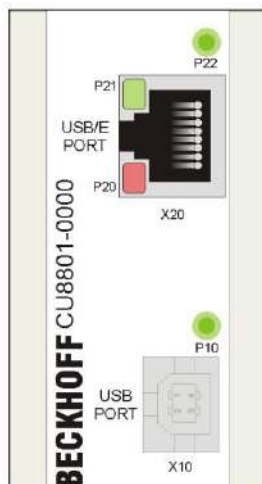 P22
P21
USB/E
PORT
P20
X20
BECKHOFF CU8801-0000
P10
USB
PORT
X10